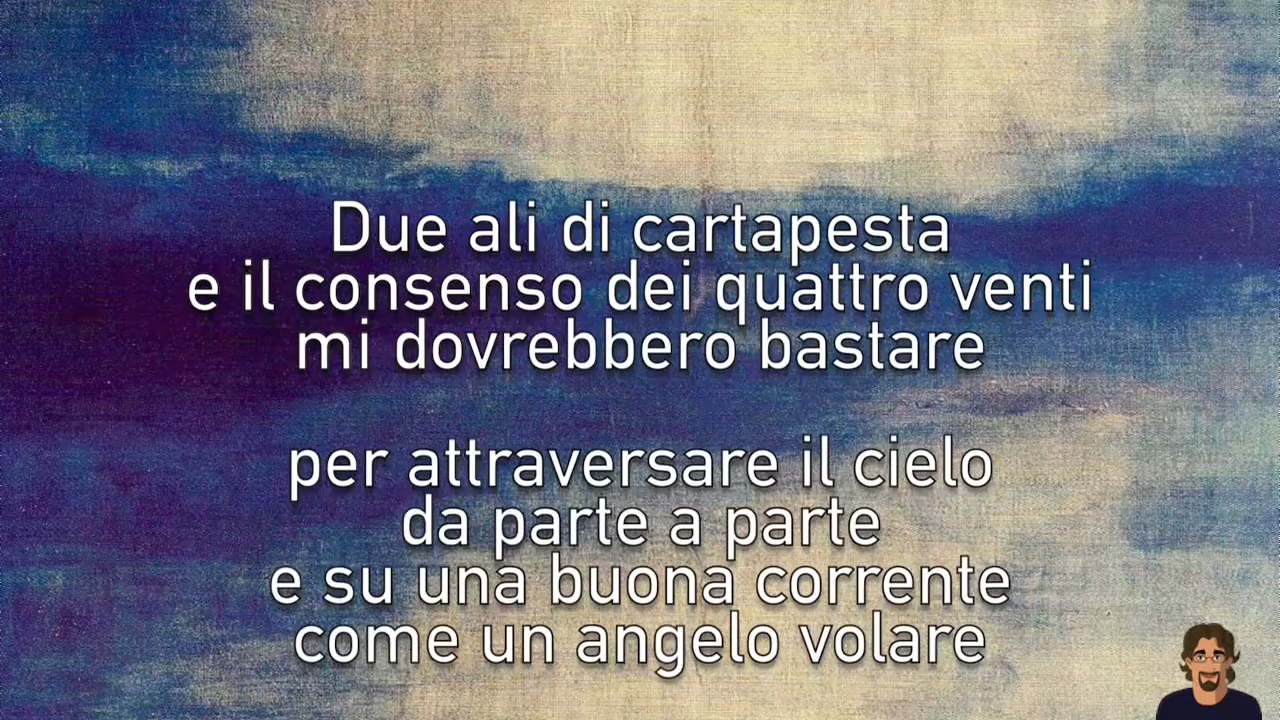 Due ali di cartapesta
e il consenso dei quattro venti
mi dovrebbero bastare
per attraversare il cielo
da parte a parte
e su una buona corrente
come un angelo volare